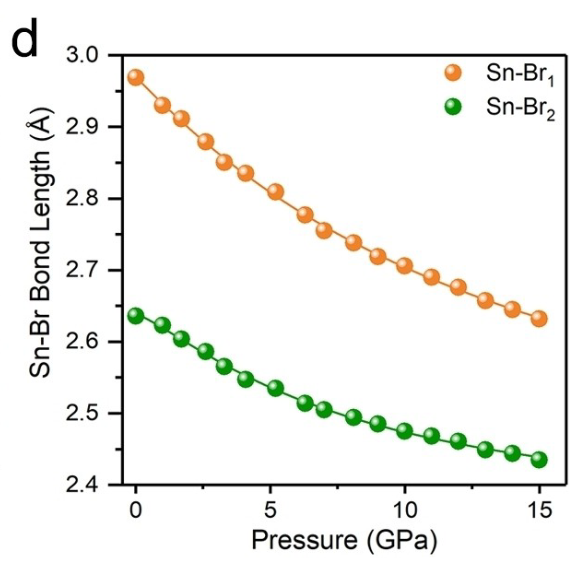 d
Sn-Br₁
Sn-Br₂
Sn-Br Bond Length (Å)
3.0
2.9
2.8
2.7
2.6
2.5
2.4
0 5 10 15
Pressure (GPa)